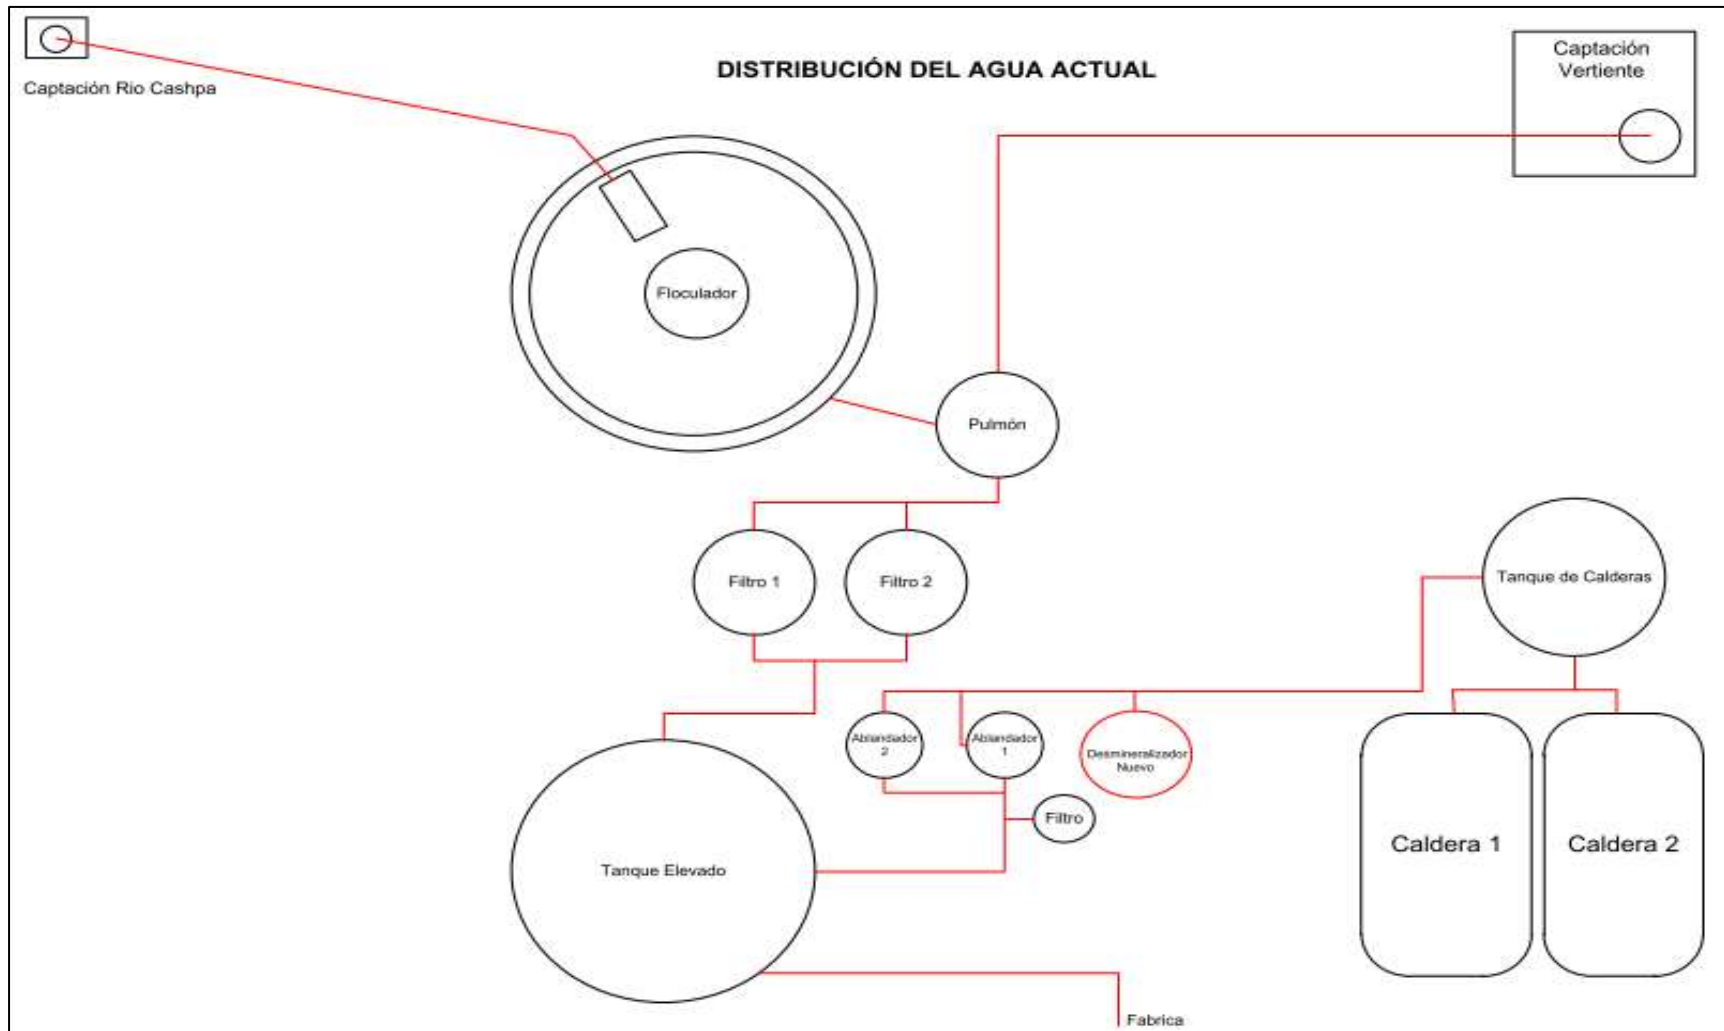 DISTRIBUCIÓN DEL AGUA ACTUAL
Captación Rio Cashpa
Captación
Vertiente
Floculador
Pulmón
Filtro 1
Filtro 2
Tanque de Calderas
Ablandador
2
Ablandador
1
Desmineralizador
Nuevo
Filtro
Caldera 1
Caldera 2
Tanque Elevado
Fabrica